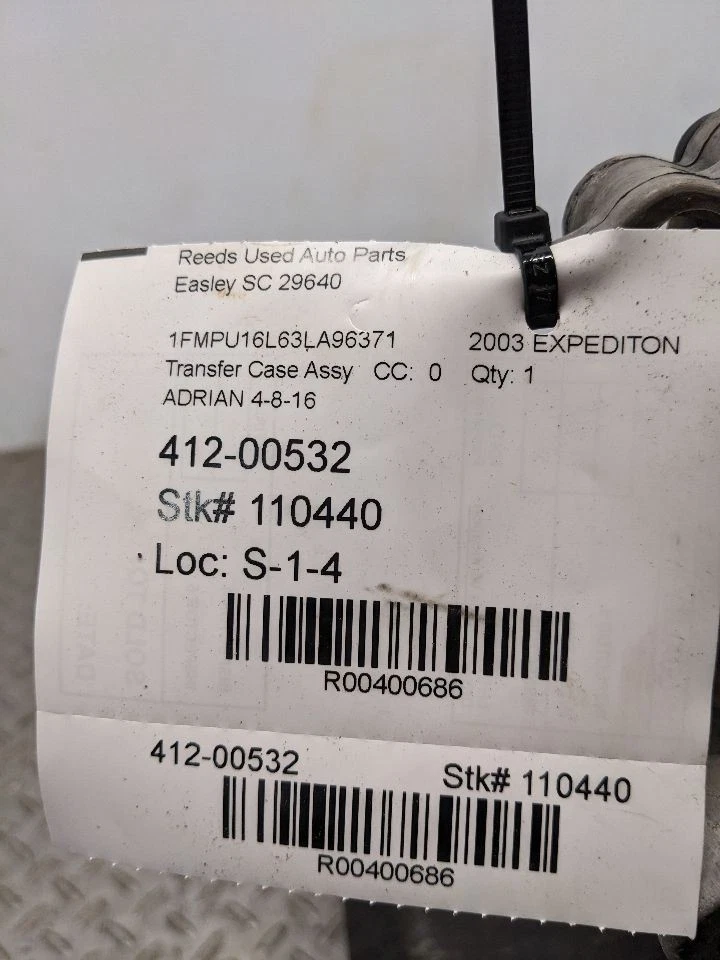 Reeds Used Auto Parts
Easley SC 29640
1FMPU16L63LA96371 2003 EXPEDITON
Transfer Case Assy CC: 0 Qty: 1
ADRIAN 4-8-16
412-00532
Stk# 110440
Loc: S-1-4
R00400686
412-00532 Stk# 110440
R00400686